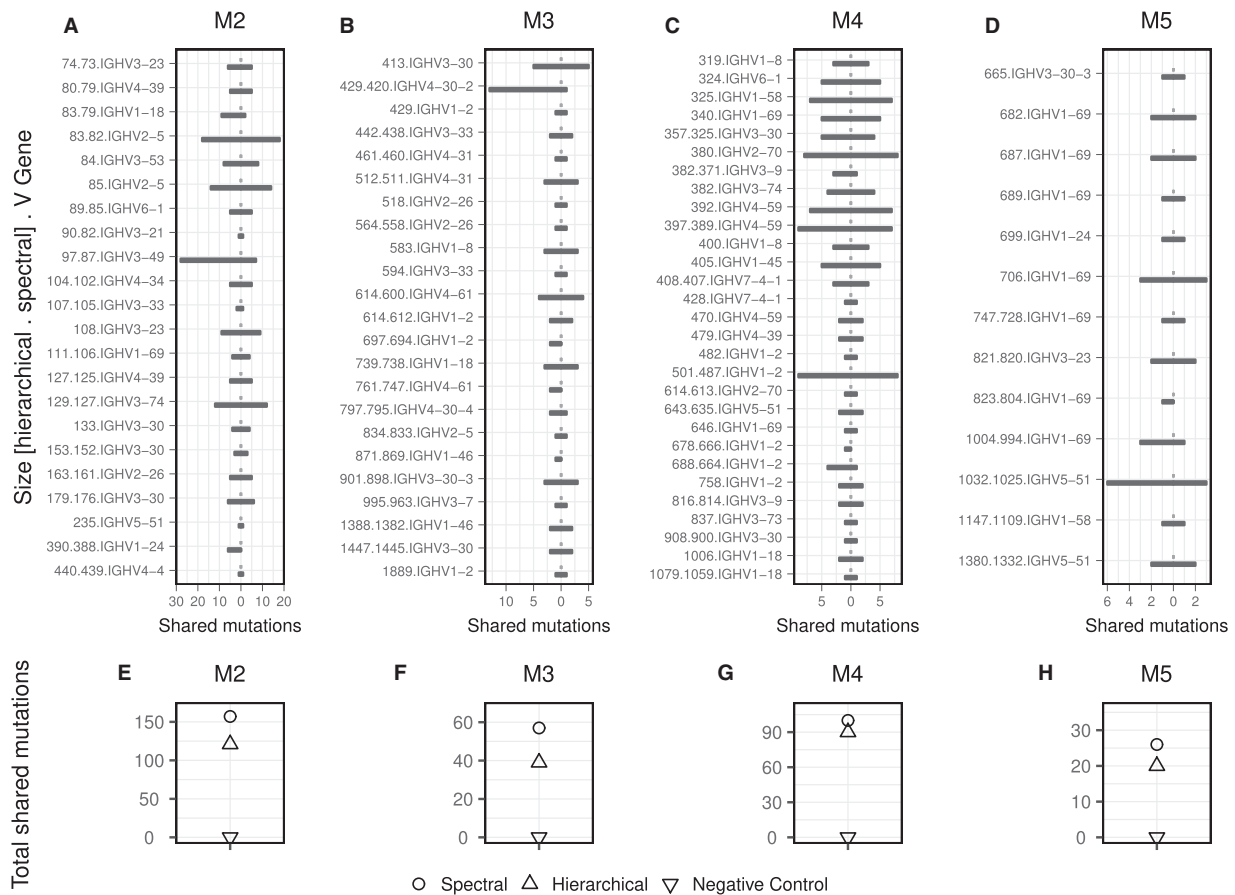 A M2
B M3
C M4
D M5
Size [hierarchical . spectral] . V Gene
74.73.IGHV3−23
80.79.IGHV4−39
83.79.IGHV1−18
83.82.IGHV2−5
84.IGHV3−53
85.IGHV2−5
89.85.IGHV6−1
90.82.IGHV3−21
97.87.IGHV3−49
104.102.IGHV4−34
107.105.IGHV3−33
108.IGHV3−23
111.106.IGHV1−69
127.125.IGHV4−39
129.127.IGHV3−74
133.IGHV3−30
153.152.IGHV3−30
163.161.IGHV2−26
179.176.IGHV3−30
235.IGHV5−51
390.388.IGHV1−24
440.439.IGHV4−4
30 20 10 0 10 20
Shared mutations
413.IGHV3−30
429.420.IGHV4−30−2
429.IGHV1−2
442.438.IGHV3−33
461.460.IGHV4−31
512.511.IGHV4−31
518.IGHV2−26
564.558.IGHV2−26
583.IGHV1−8
594.IGHV3−33
614.600.IGHV4−61
614.612.IGHV1−2
697.694.IGHV1−2
739.738.IGHV1−18
761.747.IGHV4−61
797.795.IGHV4−30−4
834.833.IGHV2−5
871.869.IGHV1−46
901.898.IGHV3−30−3
995.963.IGHV3−7
1388.1382.IGHV1−46
1447.1445.IGHV3−30
1889.IGHV1−2
10 5 0 5
Shared mutations
319.IGHV1−8
324.IGHV6−1
325.IGHV1−58
340.IGHV1−69
357.325.IGHV3−30
380.IGHV2−70
382.371.IGHV3−9
382.IGHV3−74
392.IGHV4−59
397.389.IGHV4−59
400.IGHV1−8
405.IGHV1−45
408.407.IGHV7−4−1
428.IGHV7−4−1
470.IGHV4−59
479.IGHV4−39
482.IGHV1−2
501.487.IGHV1−2
614.613.IGHV2−70
643.635.IGHV5−51
646.IGHV1−69
678.666.IGHV1−2
688.664.IGHV1−2
758.IGHV1−2
816.814.IGHV3−9
837.IGHV3−73
908.900.IGHV3−30
1006.IGHV1−18
1079.1059.IGHV1−18
5 0 5
Shared mutations
665.IGHV3−30−3
682.IGHV1−69
687.IGHV1−69
689.IGHV1−69
699.IGHV1−24
706.IGHV1−69
747.728.IGHV1−69
821.820.IGHV3−23
823.804.IGHV1−69
1004.994.IGHV1−69
1032.1025.IGHV5−51
1147.1109.IGHV1−58
1380.1332.IGHV5−51
6 4 2 0 2
Shared mutations
Total shared mutations
E M2
150
100
50
0
F M3
60
40
20
0
G M4
90
60
30
0
H M5
30
20
10
0
Spectral Hierarchical Negative Control